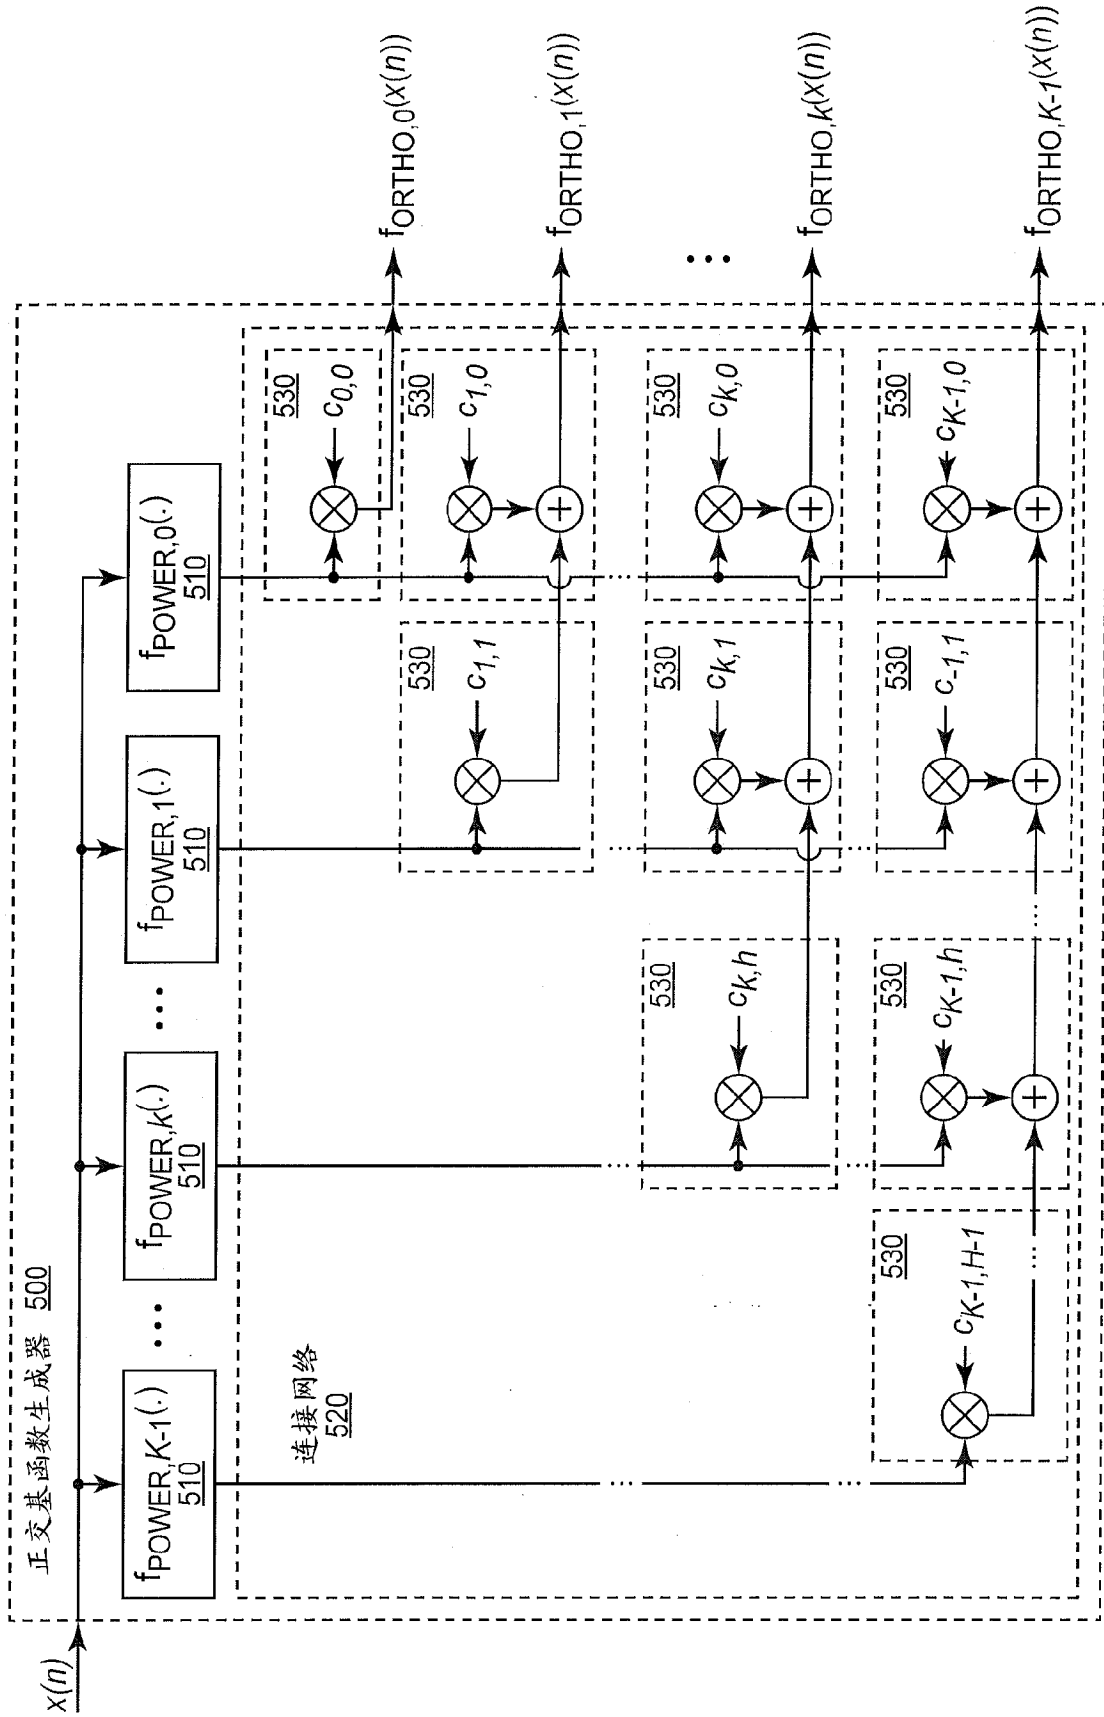 x(n)
正交基函数生成器 500
fPOWER,K-1(.)
510
...
fPOWER,k(.)
510
...
fPOWER,1(.)
510
fPOWER,0(.)
510
连接网络
520
530
c0,0
fORTHO,0(x(n))
530
c1,1
530
c1,0
fORTHO,1(x(n))
...
530
ck,h
530
ck,1
530
ck,0
fORTHO,k(x(n))
530
cK-1,H-1
530
cK-1,h
530
c-1,1
530
cK-1,0
fORTHO,K-1(x(n))